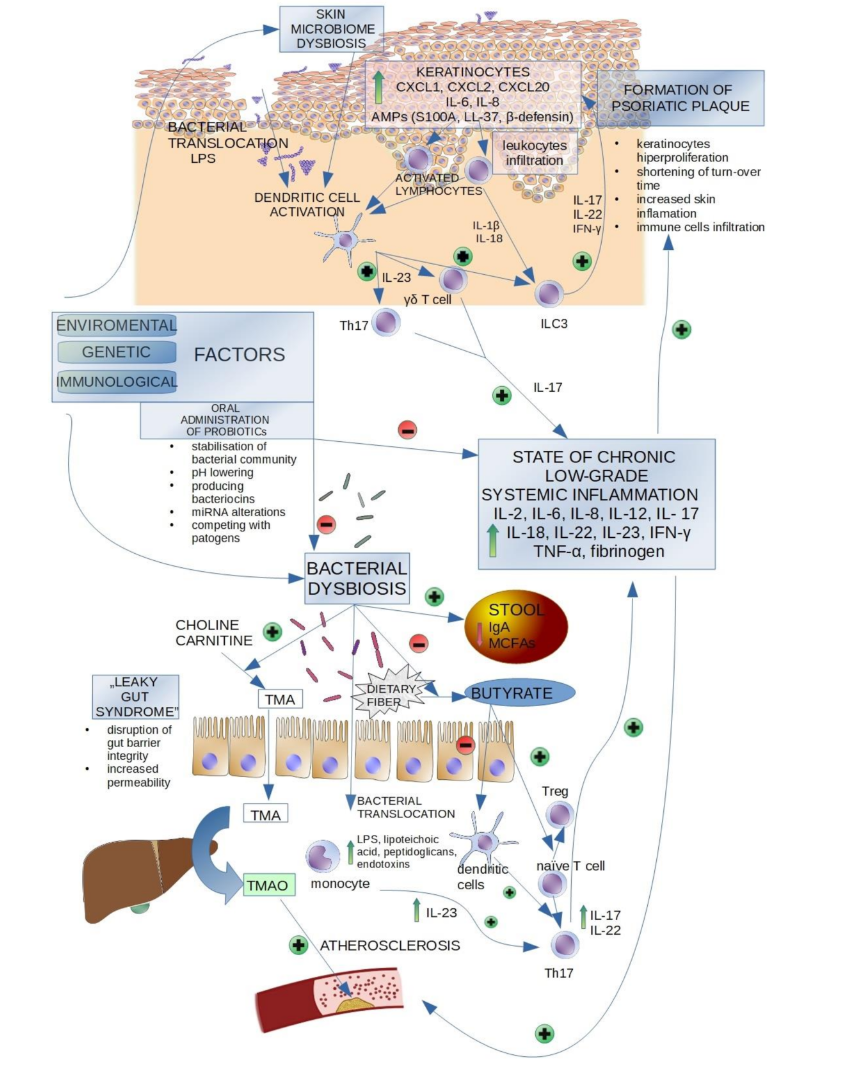 SKIN
MICROBIOME
DYSBIOSIS
KERATINOCYTES
CXCL1, CXCL2, CXCL20
IL-6, IL-8
AMPs (S100A, LL-37, β-defensin)
FORMATION OF
PSORIATIC PLAQUE
BACTERIAL
TRANSLOCATION
LPS
leukocytes
infiltration
keratinocytes
hiperproliferation
shortening of turn-over
time
increased skin
inflamation
immune cells infiltration
ACTIVATED
LYMPHOCYTES
DENDRITIC CELL
ACTIVATION
IL-17
IL-22
IFN-γ
IL-1β
IL-18
IL-23
γδ T cell
Th17
ILC3
ENVIROMENTAL
GENETIC
IMMUNOLOGICAL
FACTORS
IL-17
ORAL
ADMINISTRATION
OF PROBIOTICs
stabilisation of
bacterial community
pH lowering
producing
bacteriocins
miRNA alterations
competing with
patogens
STATE OF CHRONIC
LOW-GRADE
SYSTEMIC INFLAMMATION
IL-2, IL-6, IL-8, IL-12, IL- 17
IL-18, IL-22, IL-23, IFN-γ
TNF-α, fibrinogen
BACTERIAL
DYSBIOSIS
STOOL
IgA
MCFAs
CHOLINE
CARNITINE
„LEAKY
GUT
SYNDROME”
disruption of
gut barrier
integrity
increased
permeability
TMA
DIETARY
FIBER
BUTYRATE
TMA
BACTERIAL
TRANSLOCATION
LPS, lipoteichoic
acid, peptidoglicans,
endotoxins
monocyte
Treg
dendritic
cells
naive T cell
TMAO
IL-23
IL-17
IL-22
Th17
ATHEROSCLEROSIS